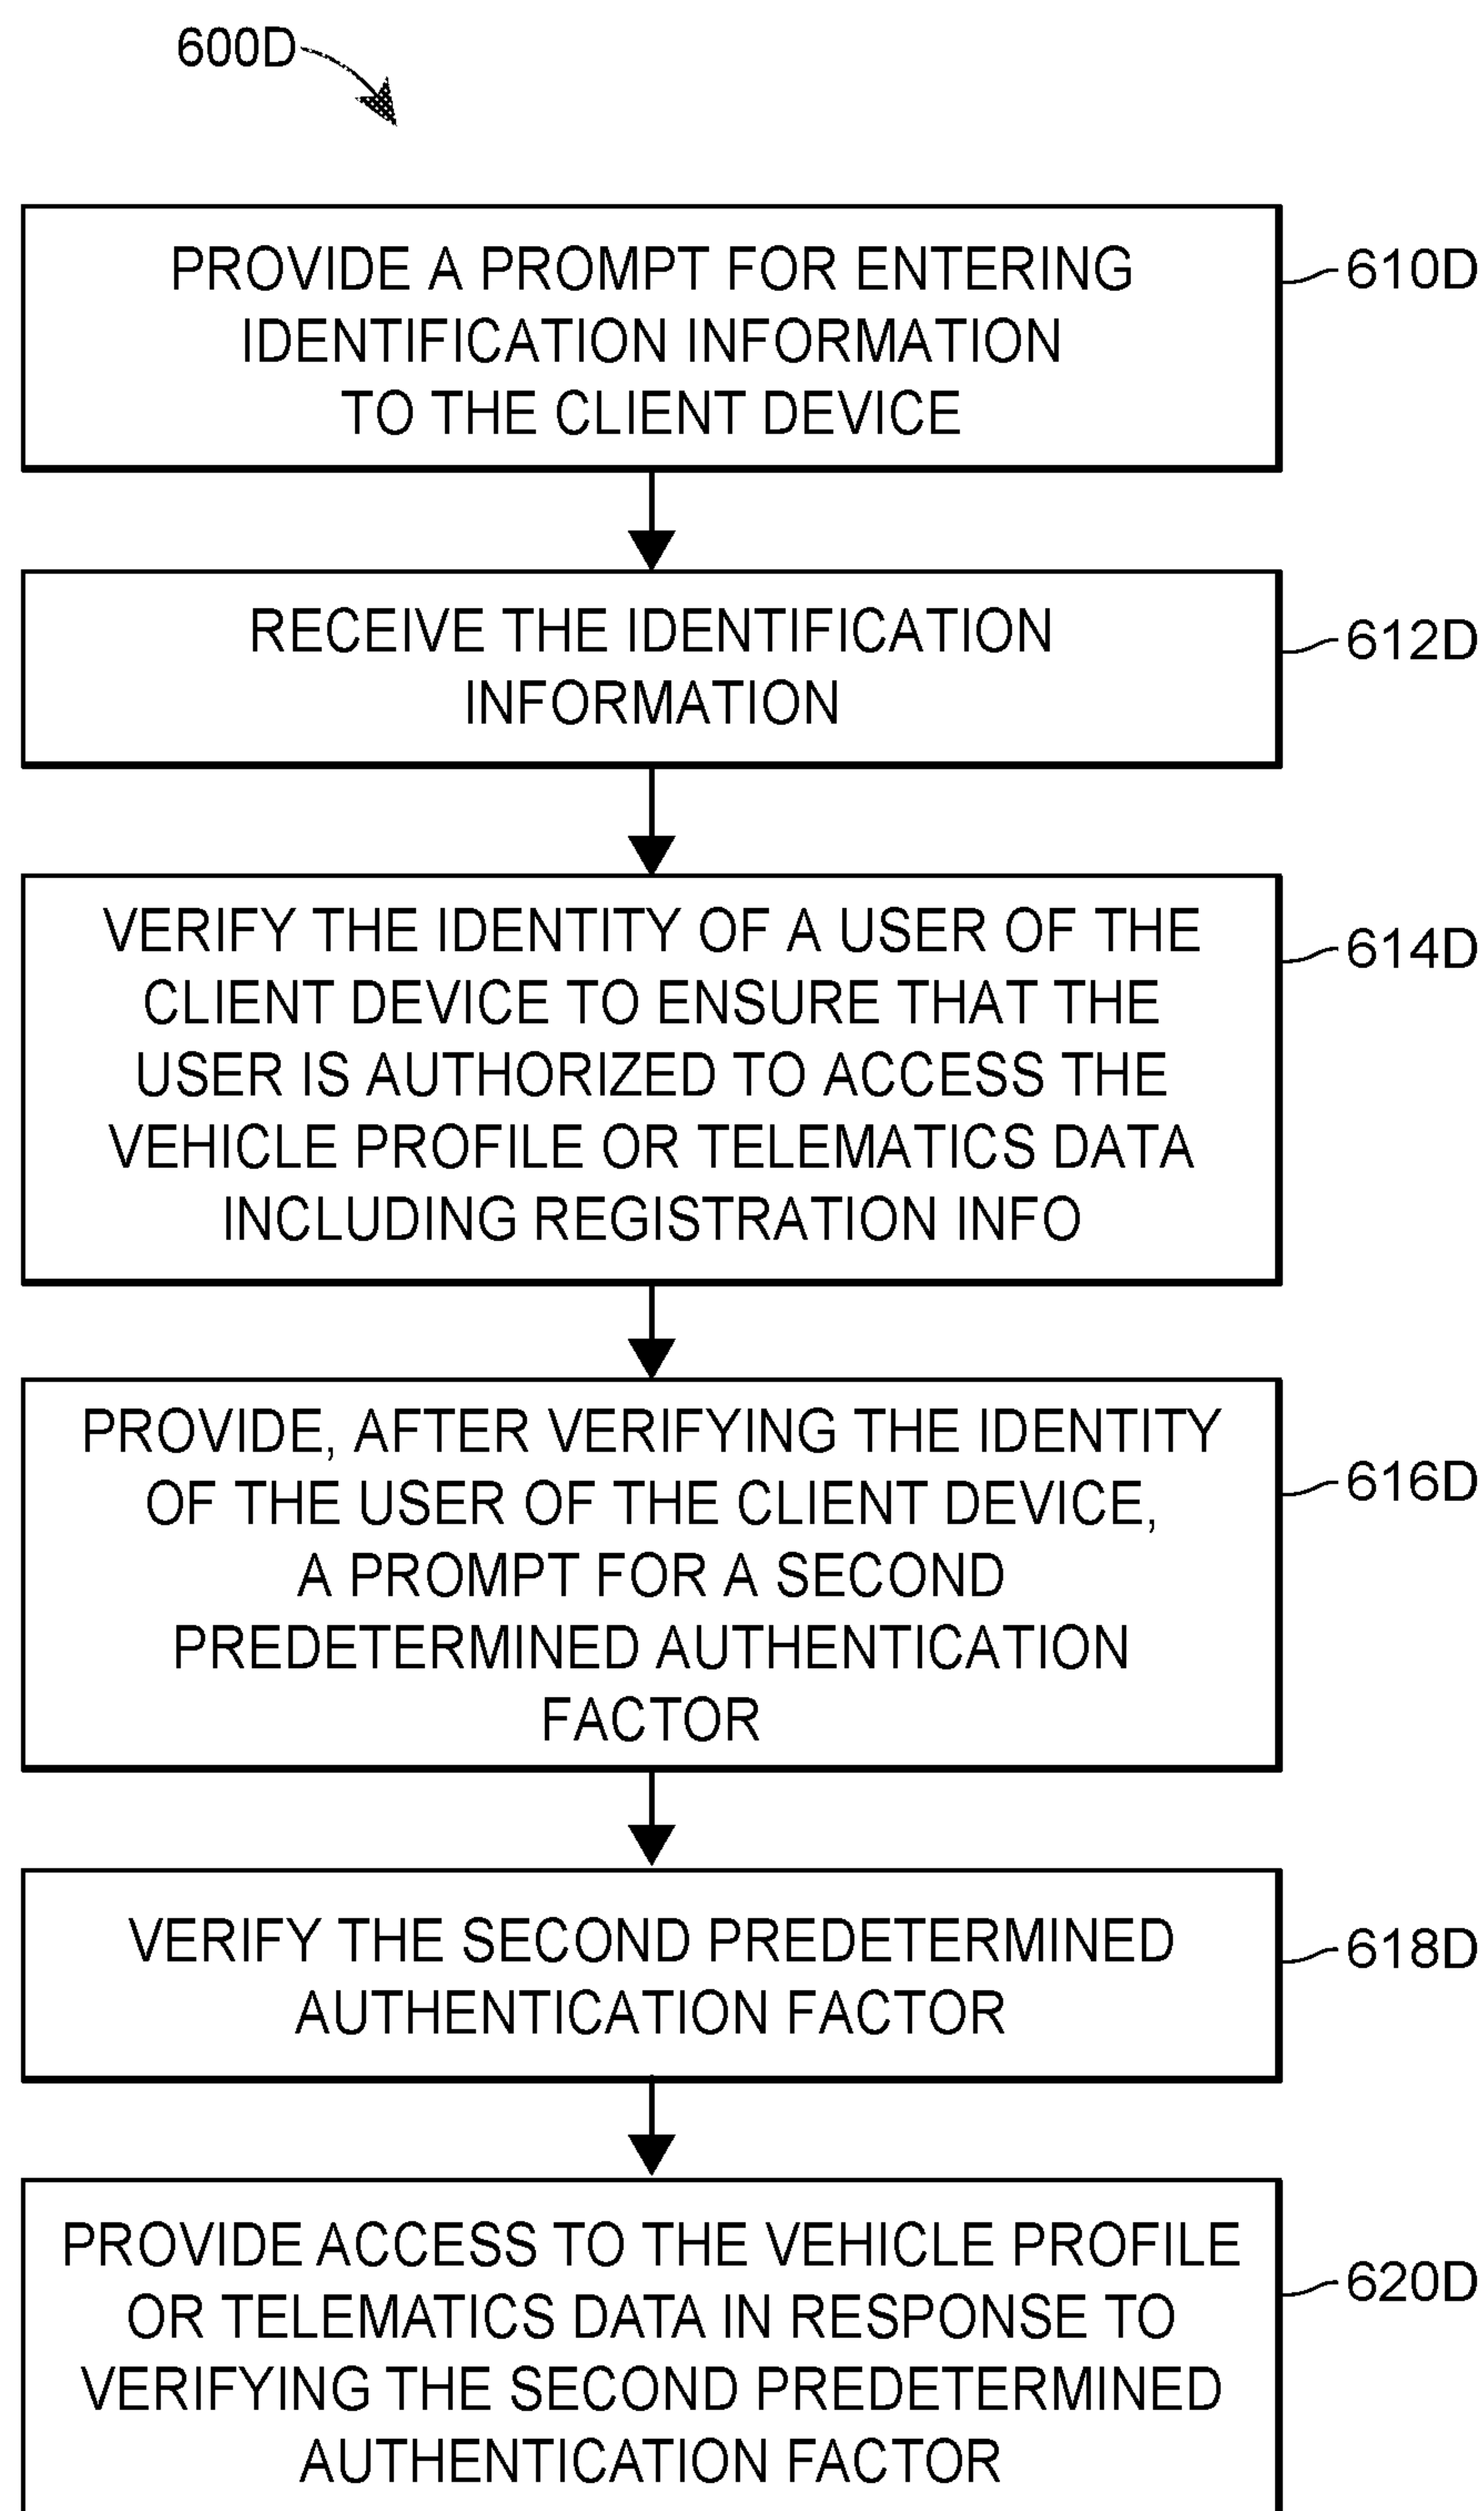 600D
PROVIDE A PROMPT FOR ENTERING
IDENTIFICATION INFORMATION
TO THE CLIENT DEVICE
610D
RECEIVE THE IDENTIFICATION
INFORMATION
612D
VERIFY THE IDENTITY OF A USER OF THE
CLIENT DEVICE TO ENSURE THAT THE
USER IS AUTHORIZED TO ACCESS THE
VEHICLE PROFILE OR TELEMATICS DATA
INCLUDING REGISTRATION INFO
614D
PROVIDE, AFTER VERIFYING THE IDENTITY
OF THE USER OF THE CLIENT DEVICE,
A PROMPT FOR A SECOND
PREDETERMINED AUTHENTICATION
FACTOR
616D
VERIFY THE SECOND PREDETERMINED
AUTHENTICATION FACTOR
618D
PROVIDE ACCESS TO THE VEHICLE PROFILE
OR TELEMATICS DATA IN RESPONSE TO
VERIFYING THE SECOND PREDETERMINED
AUTHENTICATION FACTOR
620D